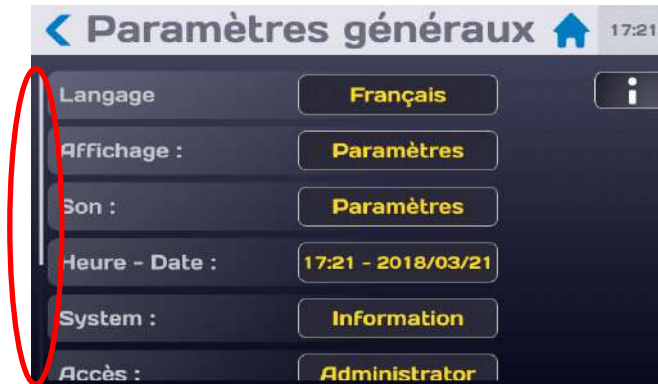 Paramètres généraux 17:21
Langage Français
i
Affichage : Paramètres
Son : Paramètres
Heure - Date : 17:21 - 2018/03/21
System : Information
Accès : Administrator